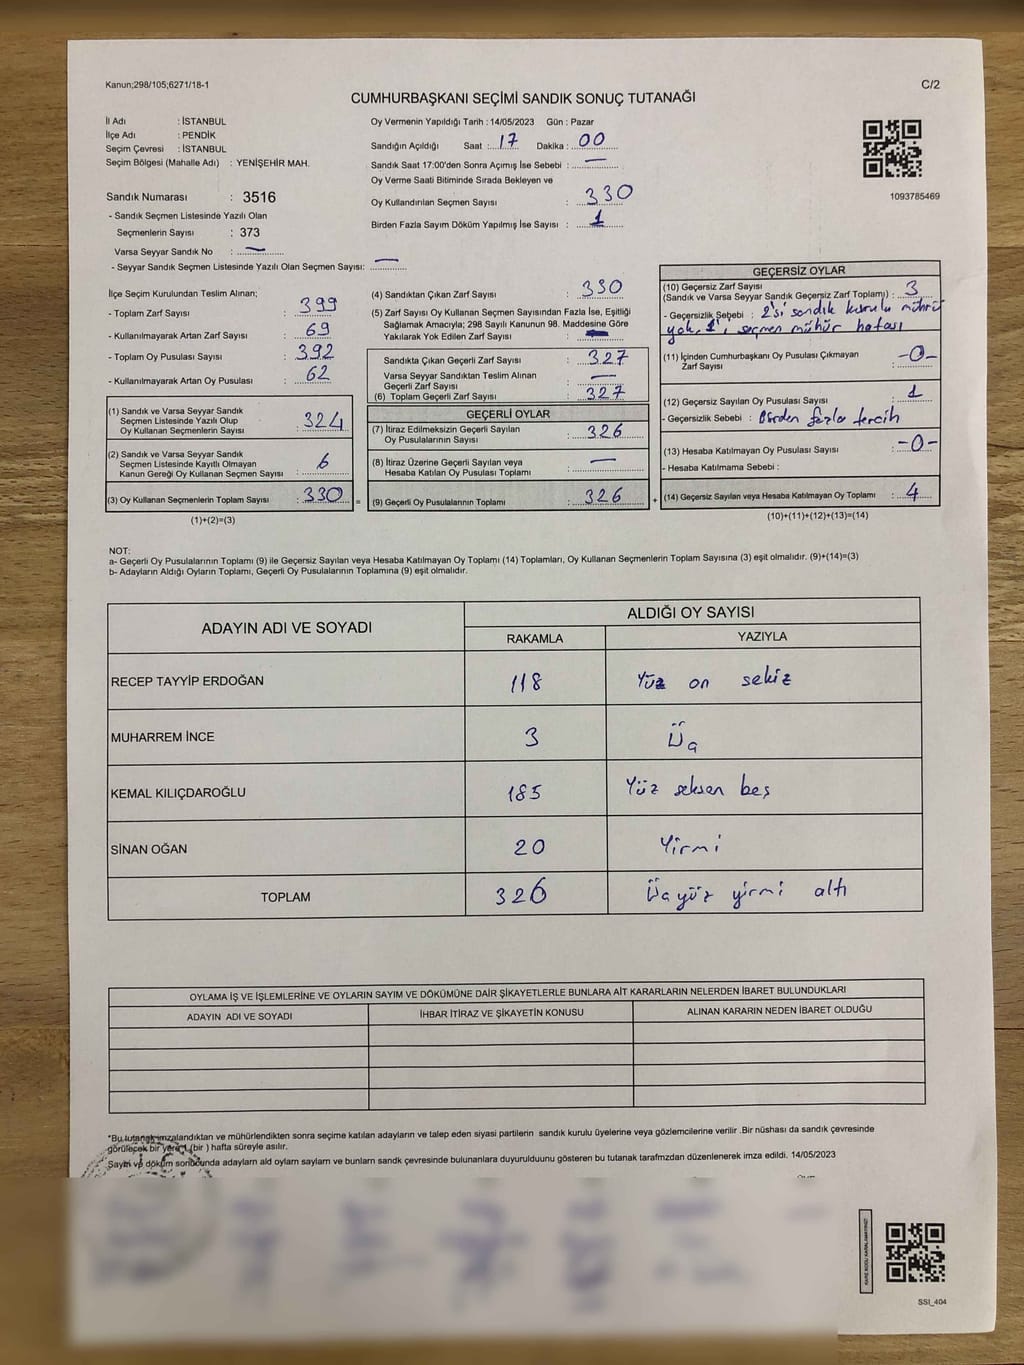 Kanun;298/105;6271/18-1
C/2
CUMHURBAŞKANI SEÇİMİ SANDIK SONUÇ TUTANAĞI
İl Adı : İSTANBUL
İlçe Adı : PENDİK
Seçim Çevresi : İSTANBUL
Seçim Bölgesi (Mahalle Adı) : YENİŞEHİR MAH.
Sandık Numarası : 3516
- Sandık Seçmen Listesinde Yazılı Olan
Seçmenlerin Sayısı : 373
Varsa Seyyar Sandık No : —
- Seyyar Sandık Seçmen Listesinde Yazılı Olan Seçmen Sayısı: —
Oy Vermenin Yapıldığı Tarih : 14/05/2023 Gün : Pazar
Sandığın Açıldığı Saat : 17 Dakika : 00
Sandık Saat 17:00'den Sonra Açımış İse Sebebi : —
Oy Verme Saati Bitiminde Sırada Bekleyen ve
Oy Kullandırılan Seçmen Sayısı : 330
Birden Fazla Sayım Döküm Yapılmış İse Sayısı : 1
1093785469
İlçe Seçim Kurulundan Teslim Alınan;
- Toplam Zarf Sayısı : 399
- Kullanılmayarak Artan Zarf Sayısı : 69
- Toplam Oy Pusulası Sayısı : 392
- Kullanılmayarak Artan Oy Pusulası : 62
(1) Sandık ve Varsa Seyyar Sandık
Seçmen Listesinde Yazılı Olup
Oy Kullanan Seçmenlerin Sayısı : 324
(2) Sandık ve Varsa Seyyar Sandık
Seçmen Listesinde Kayıtlı Olmayan
Kanun Gereği Oy Kullanan Seçmen Sayısı : 6
(3) Oy Kullanan Seçmenlerin Toplam Sayısı : 330
(1)+(2)=(3)
=
(4) Sandıktan Çıkan Zarf Sayısı : 330
(5) Zarf Sayısı Oy Kullanan Seçmen Sayısından Fazla İse, Eşitliği
Sağlamak Amacıyla; 298 Sayılı Kanunun 98. Maddesine Göre
Yakılarak Yok Edilen Zarf Sayısı : —
Sandıkta Çıkan Geçerli Zarf Sayısı : 327
Varsa Seyyar Sandıktan Teslim Alınan
Geçerli Zarf Sayısı : —
(6) Toplam Geçerli Zarf Sayısı : 327
GEÇERLİ OYLAR
(7) İtiraz Edilmeksizin Geçerli Sayılan
Oy Pusulalarının Sayısı : 326
(8) İtiraz Üzerine Geçerli Sayılan veya
Hesaba Katılan Oy Pusulası Toplamı : —
(9) Geçerli Oy Pusulalarının Toplamı : 326
+
GEÇERSİZ OYLAR
(10) Geçersiz Zarf Sayısı
(Sandık ve Varsa Seyyar Sandık Geçersiz Zarf Toplamı) : 3
- Geçersizlik Sebebi : 2'si sandık kurulu mührü
yok. 1'i, seçmen mühür hatası
(11) İçinden Cumhurbaşkanı Oy Pusulası Çıkmayan
Zarf Sayısı : -0-
(12) Geçersiz Sayılan Oy Pusulası Sayısı : 1
- Geçersizlik Sebebi : Birden fazla tercih
(13) Hesaba Katılmayan Oy Pusulası Sayısı : -0-
- Hesaba Katılmama Sebebi :
(14) Geçersiz Sayılan veya Hesaba Katılmayan Oy Toplamı : 4
(10)+(11)+(12)+(13)=(14)
NOT:
a- Geçerli Oy Pusulalarının Toplamı (9) ile Geçersiz Sayılan veya Hesaba Katılmayan Oy Toplamı (14) Toplamları, Oy Kullanan Seçmenlerin Toplam Sayısına (3) eşit olmalıdır. (9)+(14)=(3)
b- Adayların Aldığı Oyların Toplamı, Geçerli Oy Pusulalarının Toplamına (9) eşit olmalıdır.
ADAYIN ADI VE SOYADI ALDIĞI OY SAYISI
RAKAMLA YAZIYLA
RECEP TAYYİP ERDOĞAN 118 Yüz on sekiz
MUHARREM İNCE 3 Üç
KEMAL KILIÇDAROĞLU 185 Yüz seksen beş
SİNAN OĞAN 20 Yirmi
TOPLAM 326 Üçyüz yirmi altı
OYLAMA İŞ VE İŞLEMLERİNE VE OYLARIN SAYIM VE DÖKÜMÜNE DAİR ŞİKAYETLERLE BUNLARA AİT KARARLARIN NELERDEN İBARET BULUNDUKLARI
ADAYIN ADI VE SOYADI İHBAR İTİRAZ VE ŞİKAYETİN KONUSU ALINAN KARARIN NEDEN İBARET OLDUĞU
*Bu tutanak imzalandıktan ve mühürlendikten sonra seçime katılan adayların ve talep eden siyasi partilerin sandık kurulu üyelerine veya gözlemcilerine verilir .Bir nüshası da sandık çevresinde
görülecek bir yere 1 (bir ) hafta süreyle asılır.
Sayın vp döküm sonucunda adayların ald oyların sayların ve bunların sandk çevresinde bulunanlara duyurulduunu gösteren bu tutanak tarafmzdan düzenlenerek imza edildi. 14/05/2023
SSİ_404